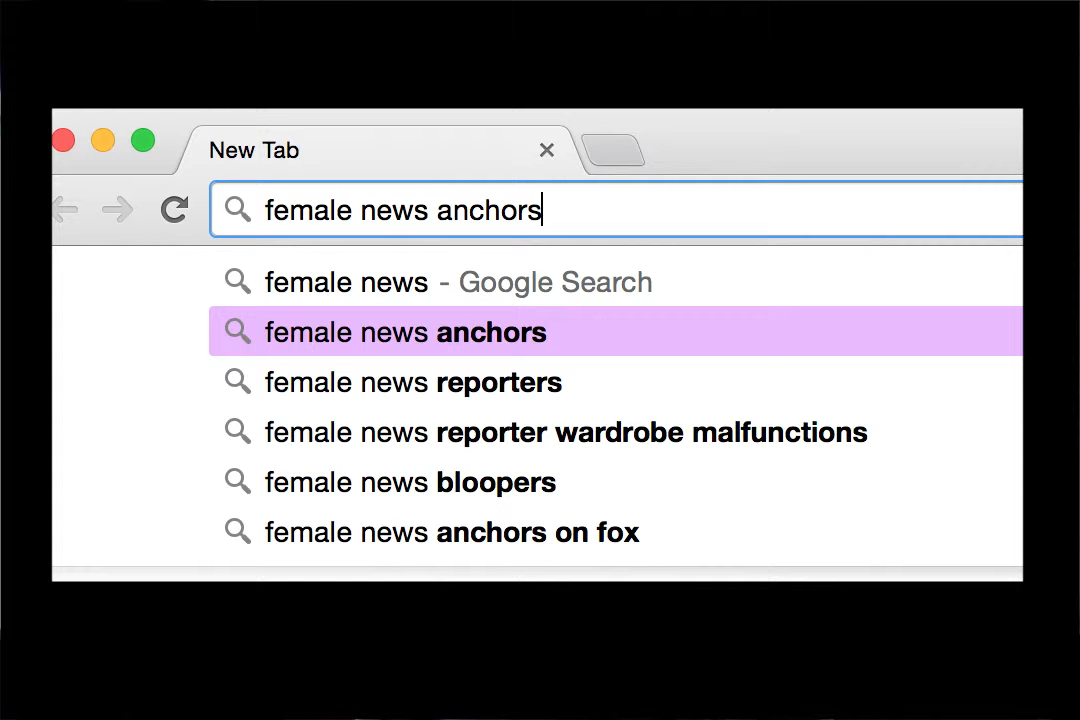 New Tab
female news anchors
female news - Google Search
female news anchors
female news reporters
female news reporter wardrobe malfunctions
female news bloopers
female news anchors on fox